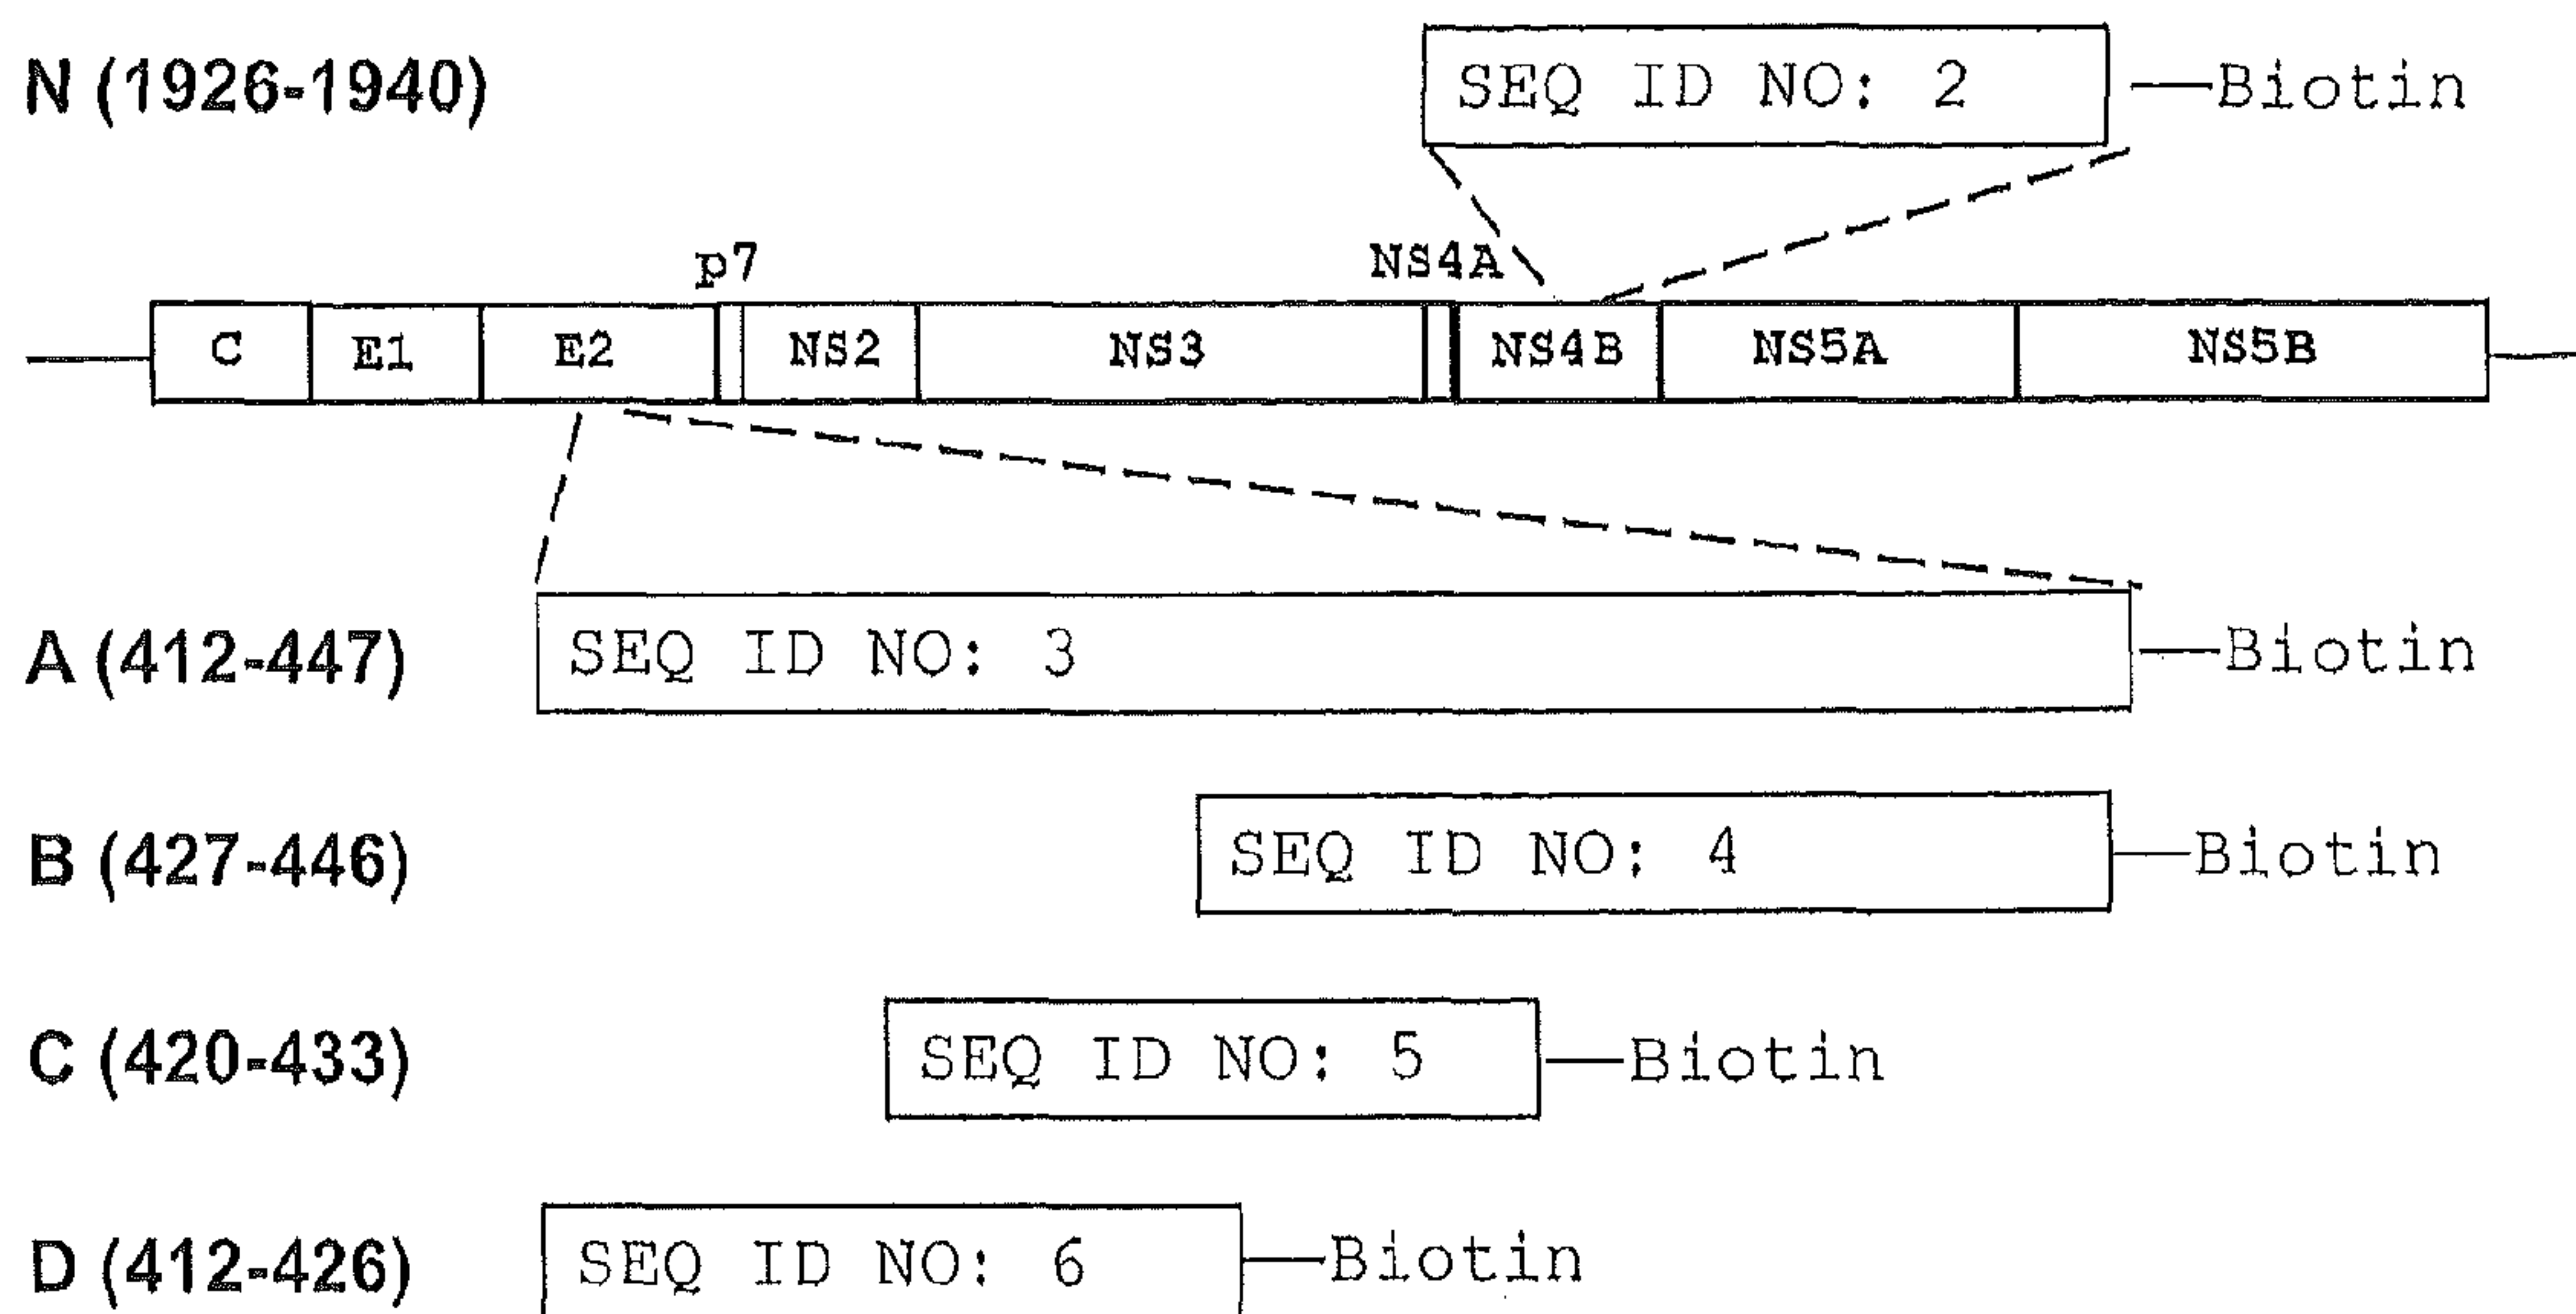 N (1926-1940) SEQ ID NO: 2 —Biotin
p7 NS4A
C E1 E2 NS2 NS3 NS4B NS5A NS5B
A (412-447) SEQ ID NO: 3 —Biotin
B (427-446) SEQ ID NO: 4 —Biotin
C (420-433) SEQ ID NO: 5 —Biotin
D (412-426) SEQ ID NO: 6 —Biotin